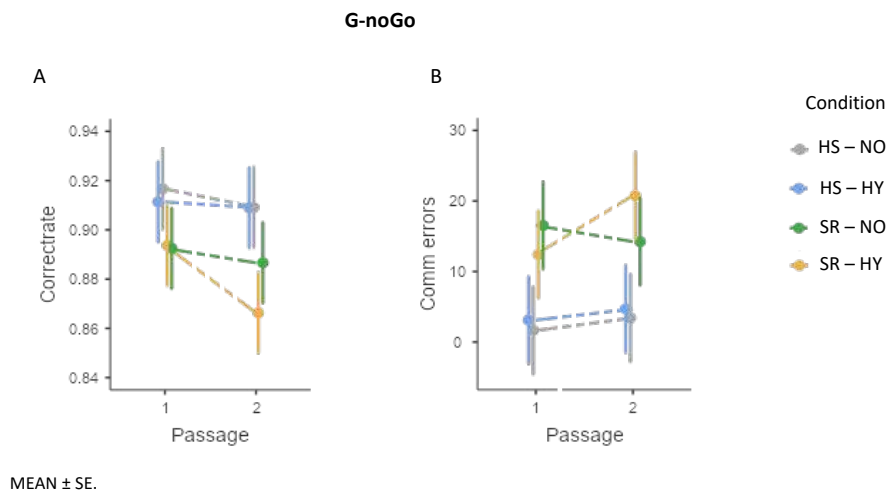 G-noGo
A
B
Condition
HS – NO
HS – HY
SR – NO
SR – HY
Correctrate
0.94
0.92
0.90
0.88
0.86
0.84
1
2
Passage
Comm errors
30
20
10
0
1
2
Passage
MEAN ± SE.